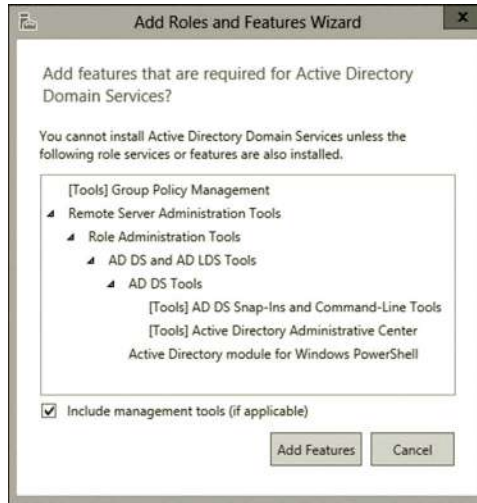 Add Roles and Features Wizard
x
Add features that are required for Active Directory
Domain Services?
You cannot install Active Directory Domain Services unless the
following role services or features are also installed.
[Tools] Group Policy Management
Remote Server Administration Tools
Role Administration Tools
AD DS and AD LDS Tools
AD DS Tools
[Tools] AD DS Snap-Ins and Command-Line Tools
[Tools] Active Directory Administrative Center
Active Directory module for Windows PowerShell
Include management tools (if applicable)
Add Features Cancel